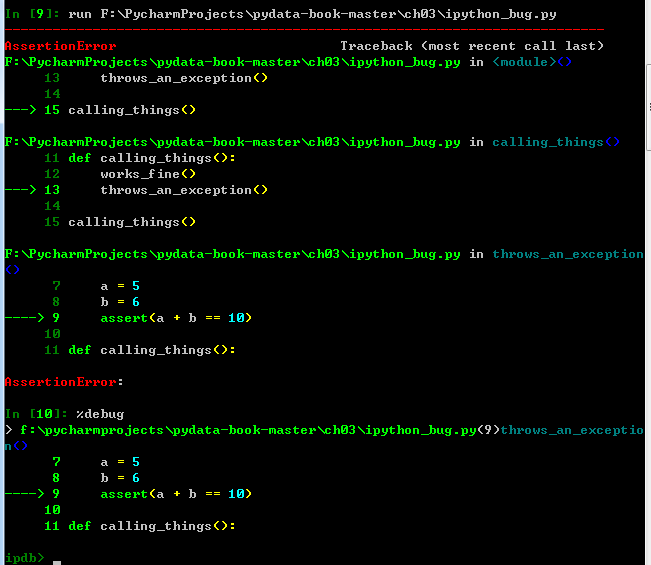 In [9]: run F:\PycharmProjects\pydata-book-master\ch03\ipython_bug.py
---------------------------------------------------------------------------
AssertionError                            Traceback (most recent call last)
F:\PycharmProjects\pydata-book-master\ch03\ipython_bug.py in <module>()
     13     throws_an_exception()
     14
---> 15 calling_things()

F:\PycharmProjects\pydata-book-master\ch03\ipython_bug.py in calling_things()
     11 def calling_things():
     12     works_fine()
---> 13     throws_an_exception()
     14
     15 calling_things()

F:\PycharmProjects\pydata-book-master\ch03\ipython_bug.py in throws_an_exception
()
      7     a = 5
      8     b = 6
----> 9     assert(a + b == 10)
     10
     11 def calling_things():

AssertionError:

In [10]: %debug
> f:\pycharmprojects\pydata-book-master\ch03\ipython_bug.py(9)throws_an_exceptio
n()
      7     a = 5
      8     b = 6
----> 9     assert(a + b == 10)
     10
     11 def calling_things():

ipdb>